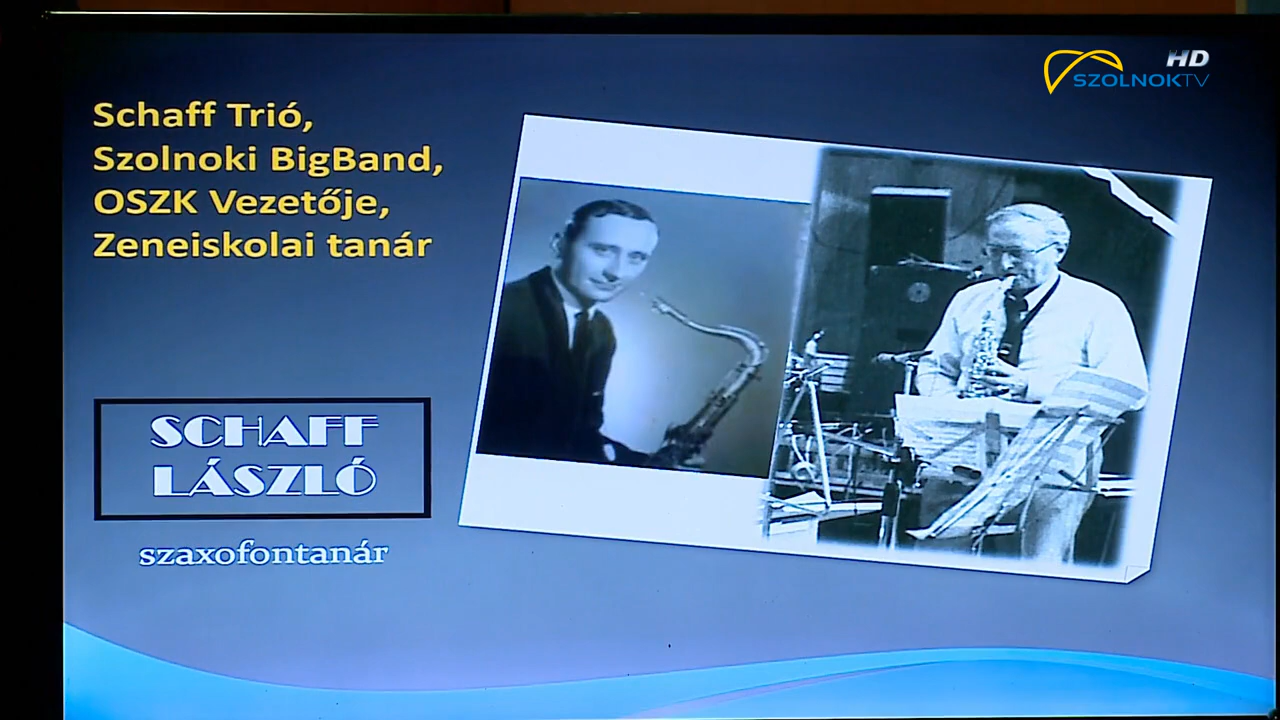 HD
SZOLNOKTV
Schaff Trió,
Szolnoki BigBand,
OSZK Vezetője,
Zeneiskolai tanár
SCHAFF
LÁSZLÓ
szaxofontanár